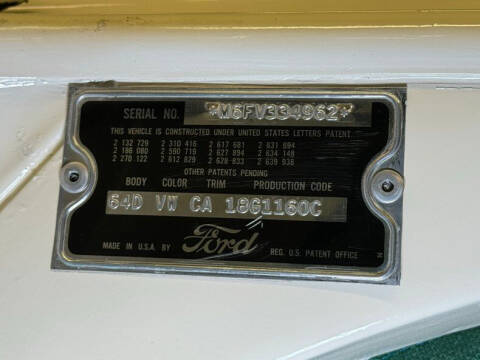 SERIAL NO. *M6FV334962*
THIS VEHICLE IS CONSTRUCTED UNDER UNITED STATES LETTERS PATENT
2 132 729 2 310 416 2 617 681 2 631 694
2 186 080 2 590 719 2 627 894 2 634 148
2 270 122 2 612 829 2 628 833 2 639 938
OTHER PATENTS PENDING
BODY COLOR TRIM PRODUCTION CODE
64D VW CA 18G1160C
MADE IN U.S.A. BY Ford REG. U.S. PATENT OFFICE